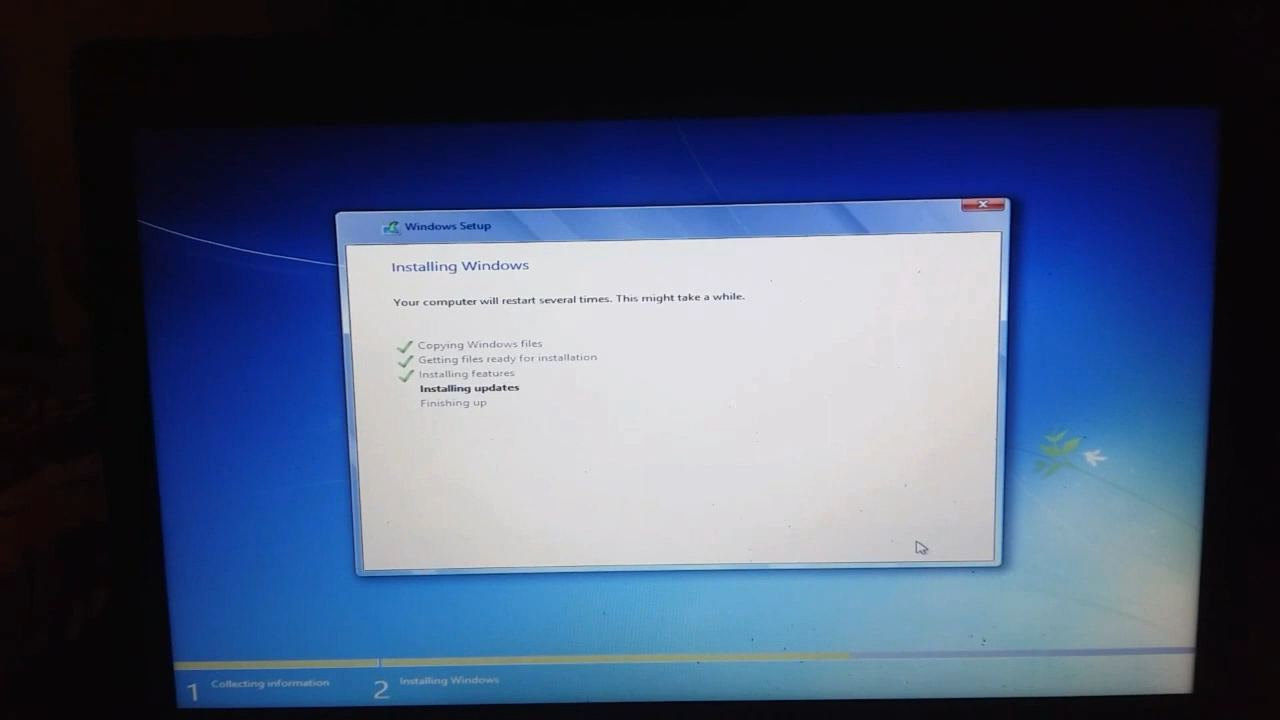 Windows Setup
Installing Windows
Your computer will restart several times. This might take a while.
Copying Windows files
Getting files ready for installation
Installing features
Installing updates
Finishing up
1 Collecting information
2 Installing Windows